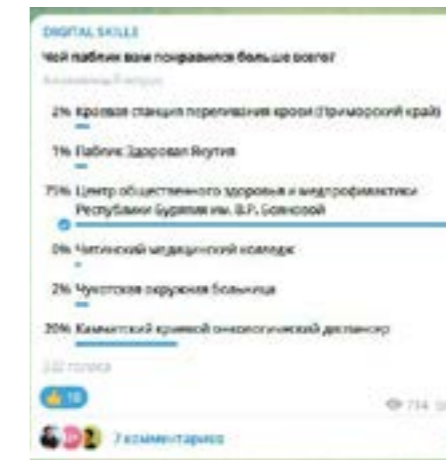 DIGITAL SKILLS
Чей паблик вам понравился больше всего?
2% Краевая станция переливания крови (Приморский край)
1% Паблик Здоровая Якутия
75% Центр общественного здоровья и медпрофилактики
Республики Бурятия им. В.Р. Бояновой
0% Читинский медицинский колледж
2% Чукотская окружная больница
20% Камчатский краевой онкологический диспансер
голоса
7 комментариев